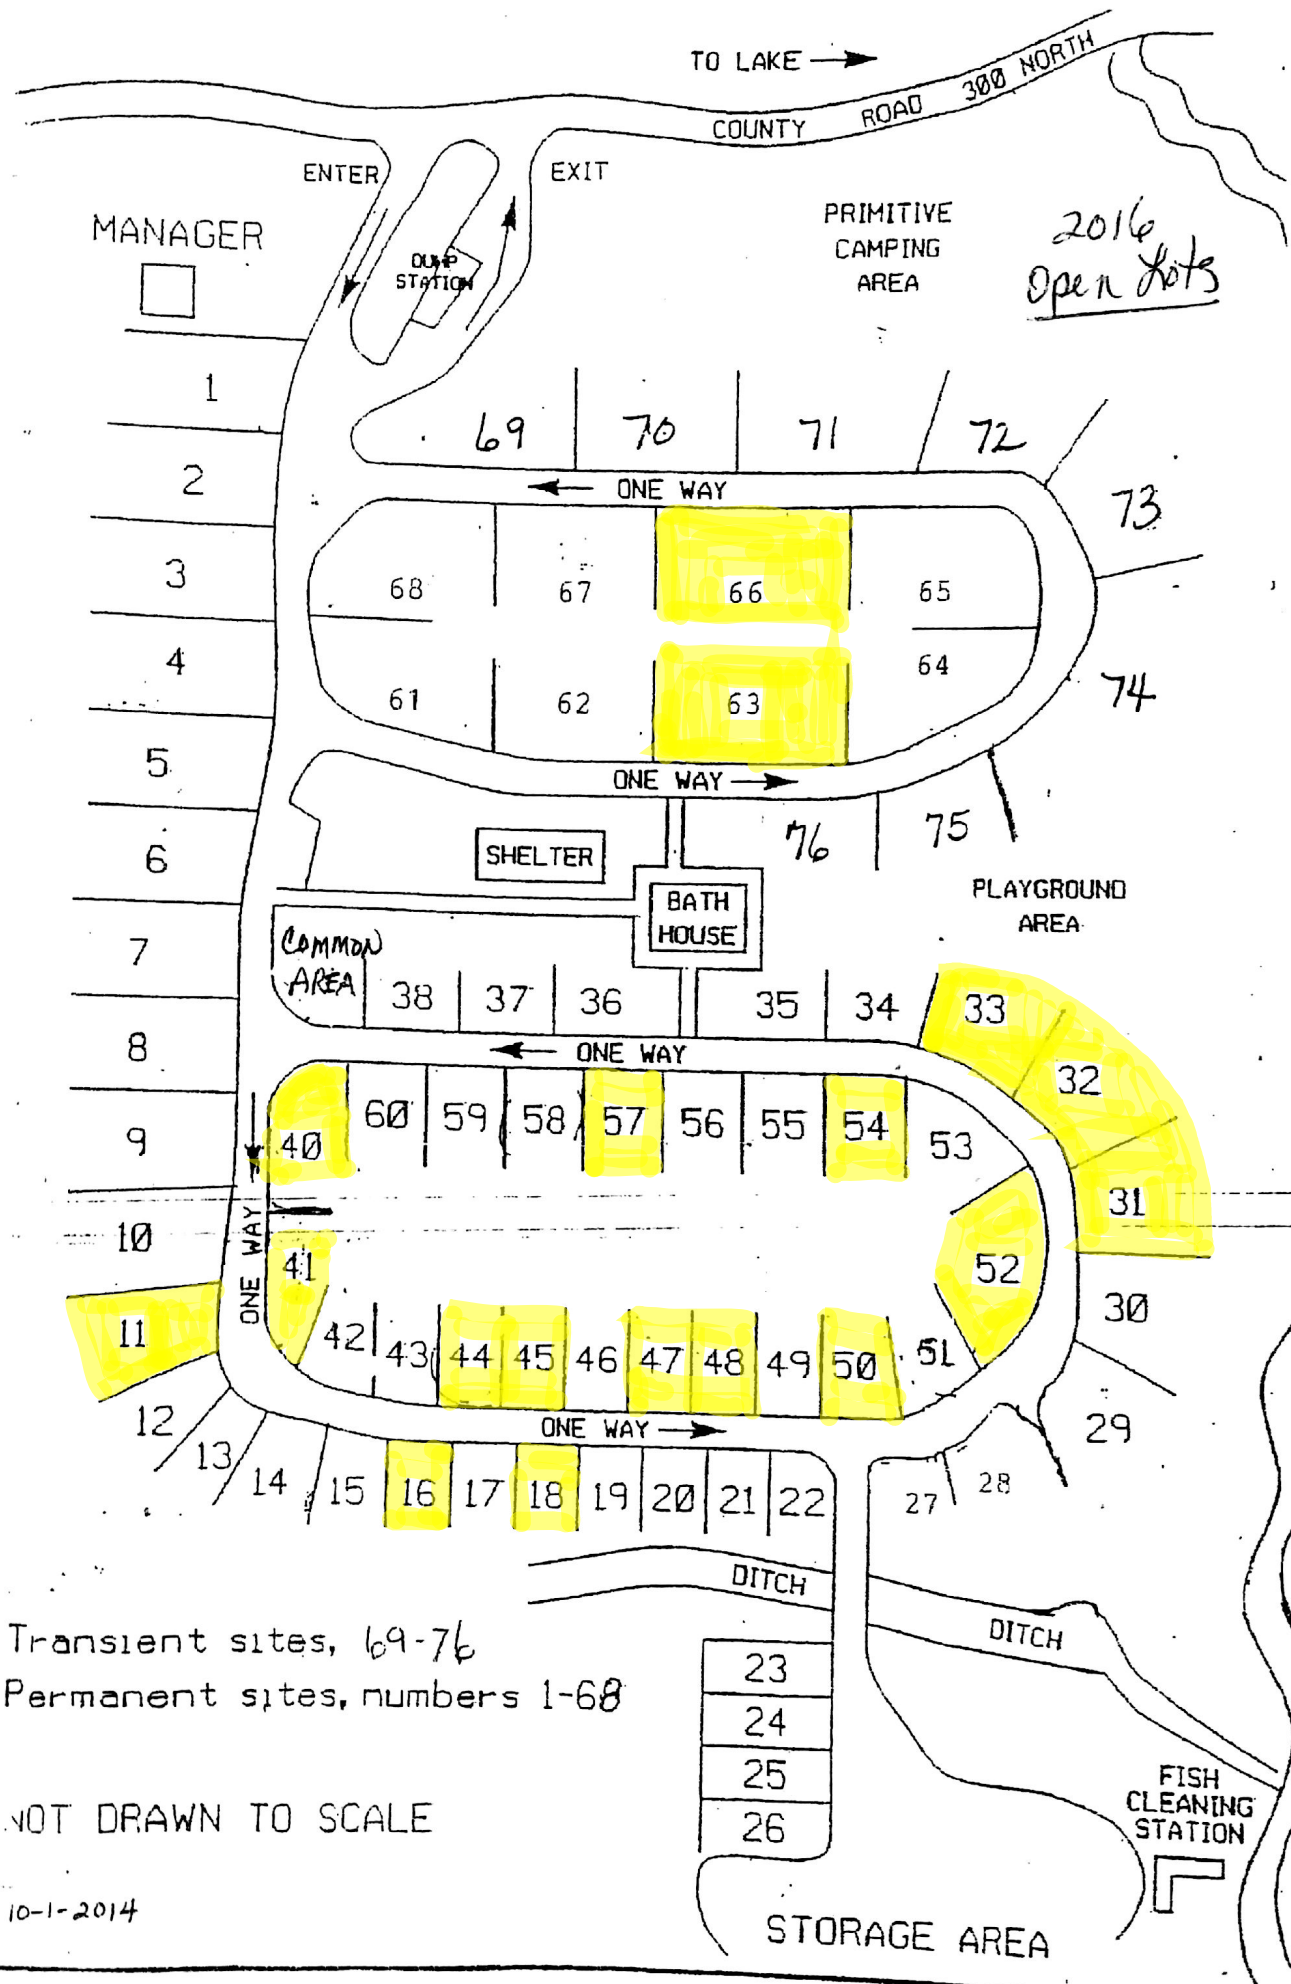 TO LAKE
COUNTY ROAD 300 NORTH
ENTER
EXIT
MANAGER
DUMP
STATION
PRIMITIVE
CAMPING
AREA
2016
Open Lots
1
69 70 71 72
2
ONE WAY
73
3
68 67 66 65
4
61 62 63 64
74
5
ONE WAY
6
SHELTER
76 75
BATH
HOUSE
PLAYGROUND
AREA
7
COMMON
AREA
38 37 36 35 34 33
8
ONE WAY
32
9
40 60 59 58 57 56 55 54 53
31
10
ONE WAY
41
52
30
11
42 43 44 45 46 47 48 49 50 51
12
ONE WAY
29
13 14 15 16 17 18 19 20 21 22 27 28
DITCH
DITCH
Transient sites, 69-76
Permanent sites, numbers 1-68
23
24
25
26
NOT DRAWN TO SCALE
FISH
CLEANING
STATION
10-1-2014
STORAGE AREA